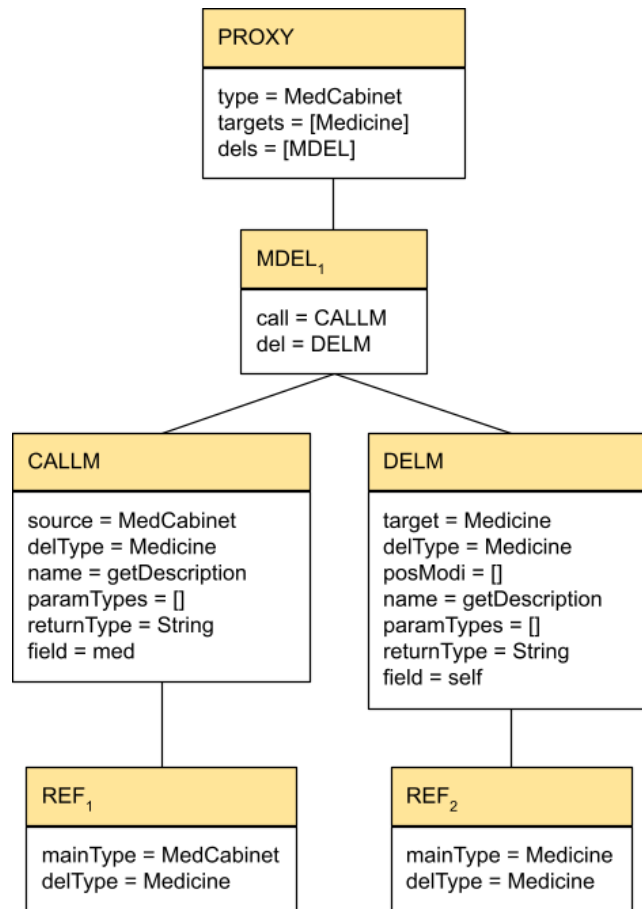 PROXY
type = MedCabinet
targets = [Medicine]
dels = [MDEL]
MDEL₁
call = CALLM
del = DELM
CALLM
source = MedCabinet
delType = Medicine
name = getDescription
paramTypes = []
returnType = String
field = med
DELM
target = Medicine
delType = Medicine
posModi = []
name = getDescription
paramTypes = []
returnType = String
field = self
REF₁
mainType = MedCabinet
delType = Medicine
REF₂
mainType = Medicine
delType = Medicine